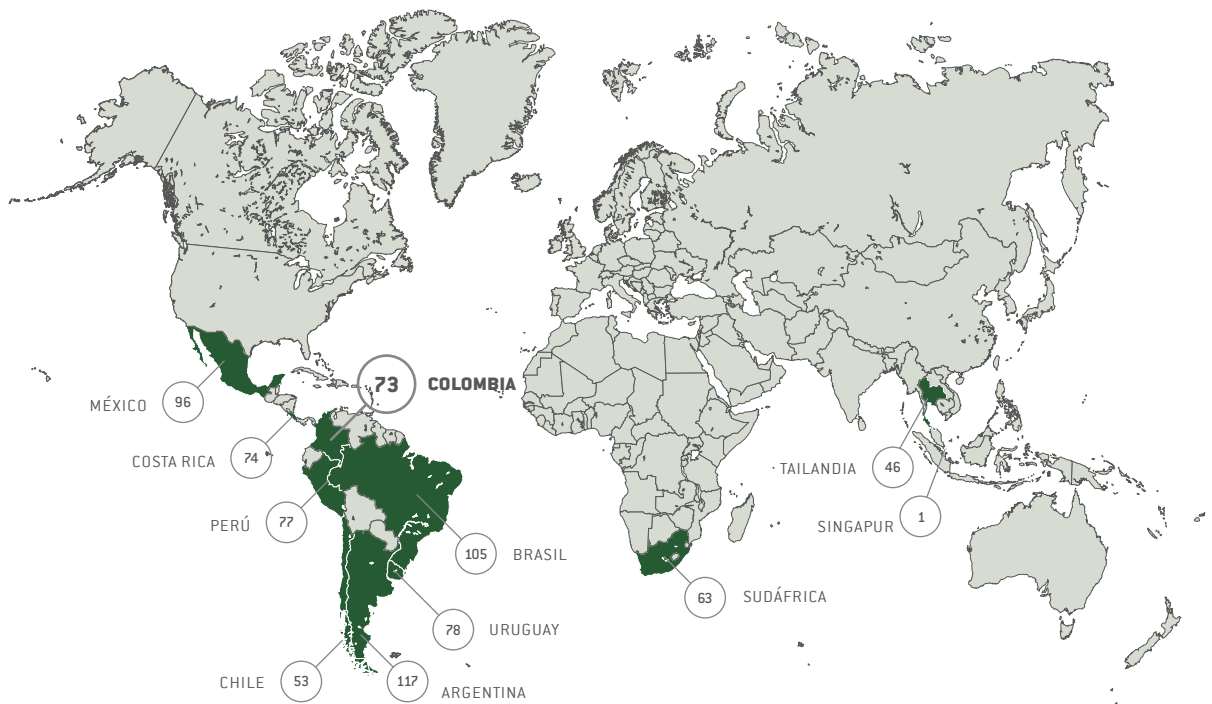 73 COLOMBIA
MÉXICO 96
COSTA RICA 74
TAILANDIA 46
PERÚ 77
SINGAPUR 1
105 BRASIL
63 SUDÁFRICA
78 URUGUAY
CHILE 53
117 ARGENTINA